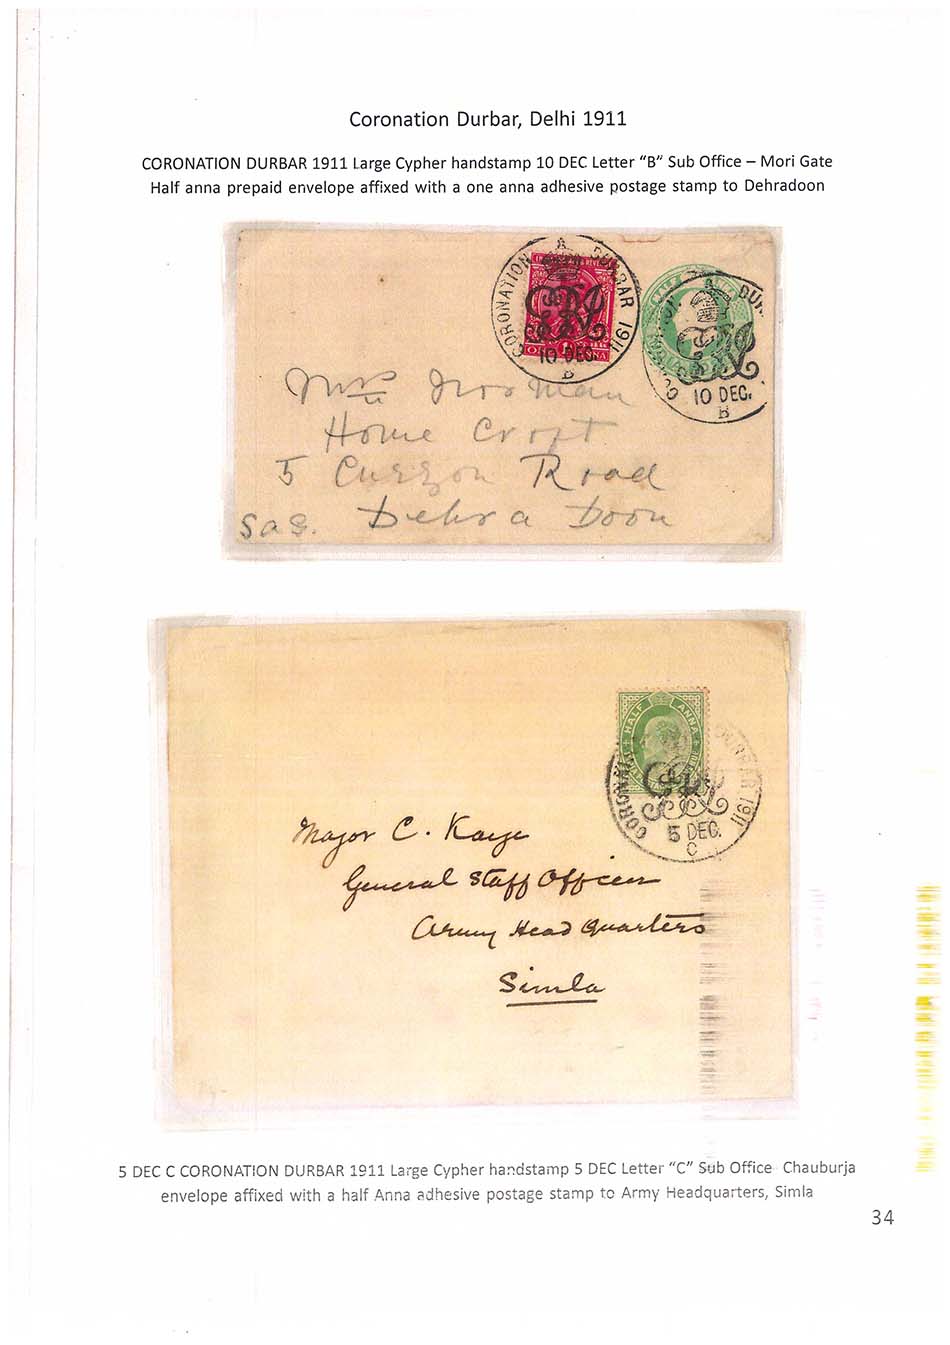 Coronation Durbar, Delhi 1911
CORONATION DURBAR 1911 Large Cypher handstamp 10 DEC Letter “B” Sub Office – Mori Gate
Half anna prepaid envelope affixed with a one anna adhesive postage stamp to Dehradoon
A
CORONATION DURBAR 1911
10 DEC.
B
HALF
A
DUR
10 DEC.
B
Mrs Norman
Home Croft
5 Curzon Road
Dehra Doon
HALF ANNA
CORONATI DURBAR 1911
5 DEC.
C
Major C. Kaye
General Staff Officer
Army Head Quarters
Simla
5 DEC C CORONATION DURBAR 1911 Large Cypher handstamp 5 DEC Letter “C” Sub Office Chauburja
envelope affixed with a half Anna adhesive postage stamp to Army Headquarters, Simla
34